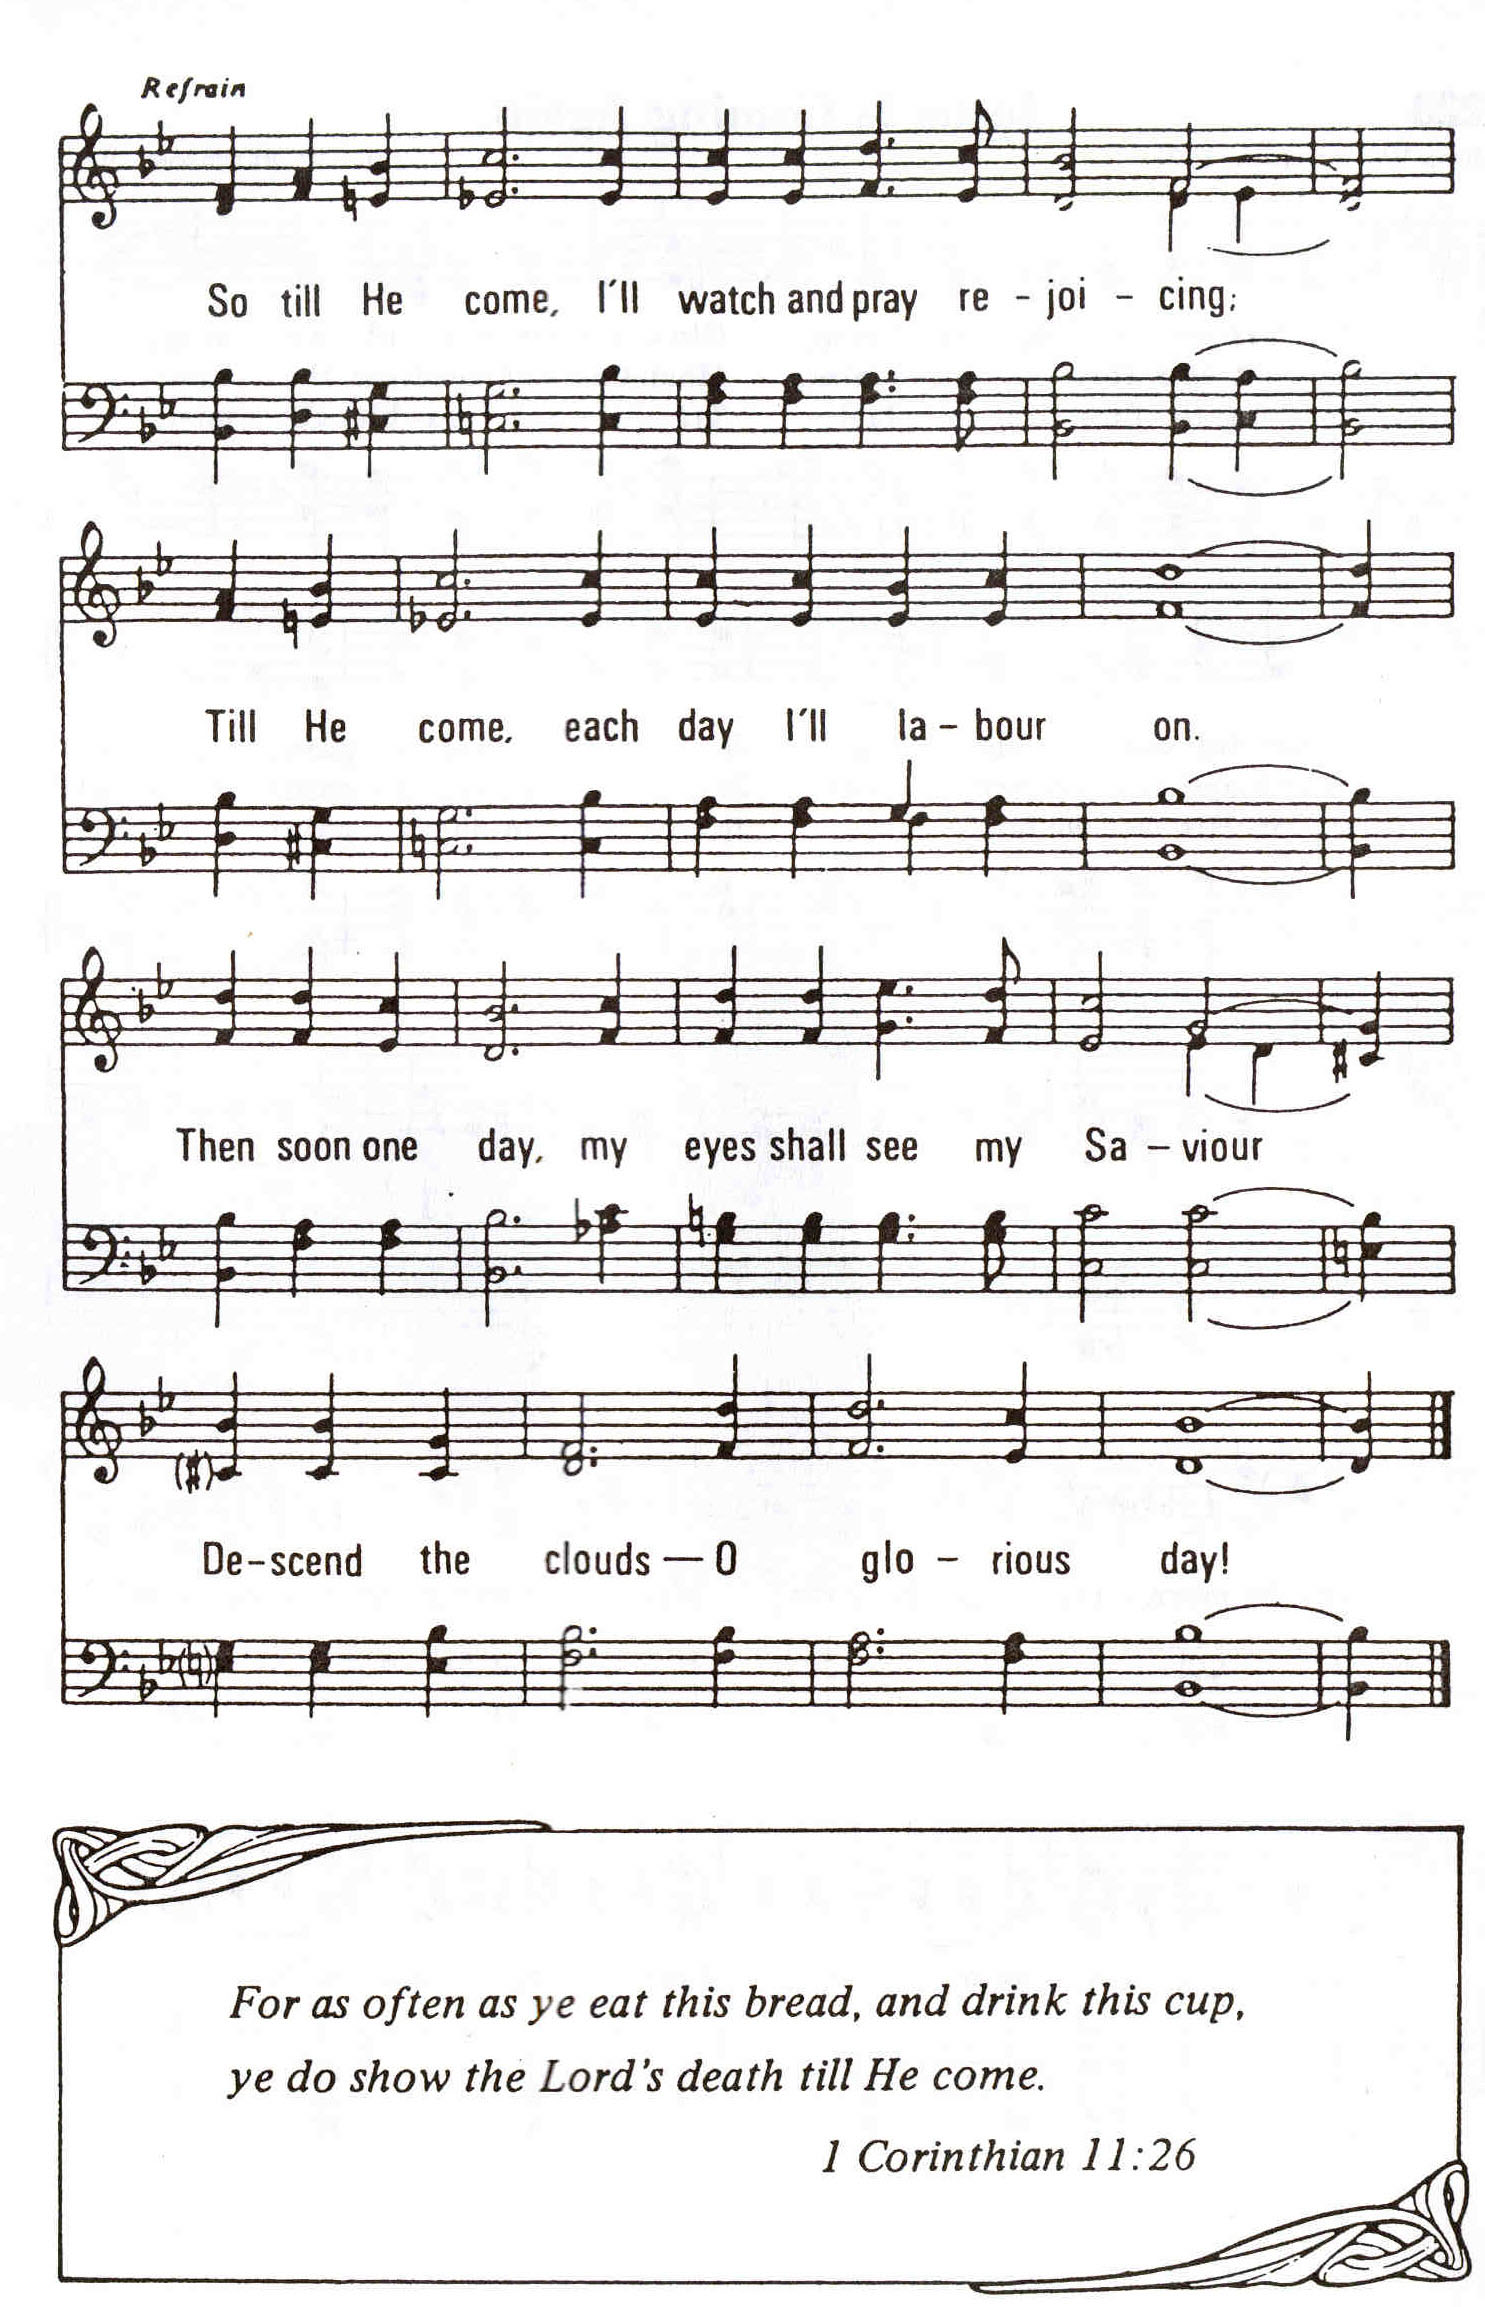 Refrain
So till He come, I'll watch and pray re - joi - cing;
Till He come, each day I'll la - bour on.
Then soon one day, my eyes shall see my Sa - viour
De-scend the clouds — O glo - rious day!
For as often as ye eat this bread, and drink this cup,
ye do show the Lord's death till He come.
1 Corinthian 11:26